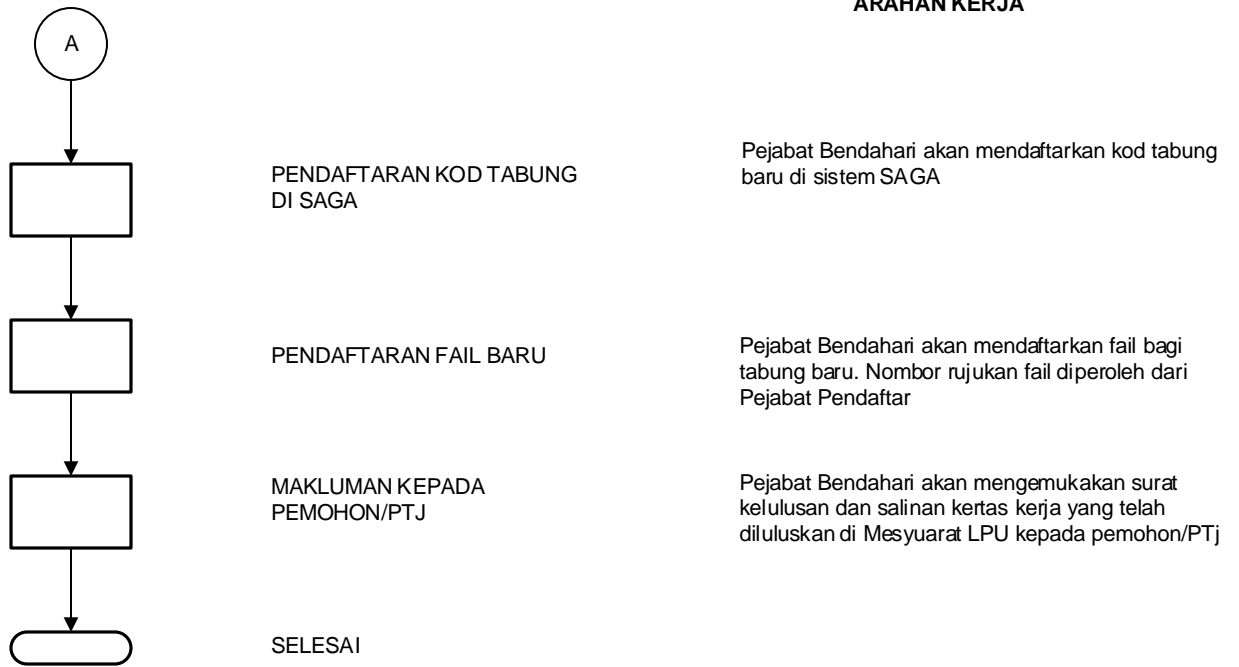 ARAHAN KERJA
A
PENDAFTARAN KOD TABUNG
DI SAGA
Pejabat Bendahari akan mendaftarkan kod tabung
baru di sistem SAGA
PENDAFTARAN FAIL BARU
Pejabat Bendahari akan mendaftarkan fail bagi
tabung baru. Nombor rujukan fail diperoleh dari
Pejabat Pendaftar
MAKLUMAN KEPADA
PEMOHON/PTJ
Pejabat Bendahari akan mengemukakan surat
kelulusan dan salinan kertas kerja yang telah
diluluskan di Mesyuarat LPU kepada pemohon/PTj
SELESAI